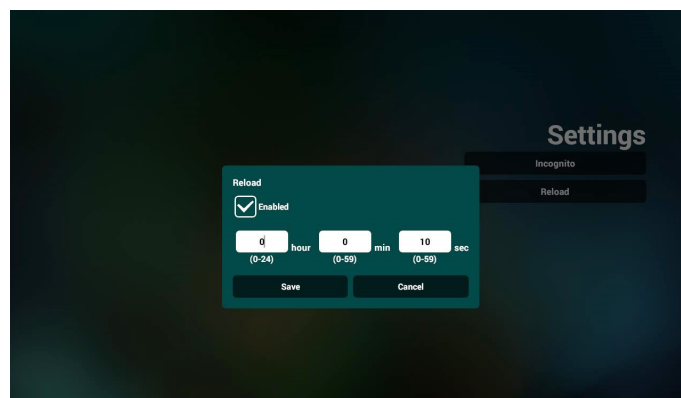 Settings
Incognito
Reload
Reload
Enabled
0 hour 0 min 10 sec
(0-24) (0-59) (0-59)
Save Cancel